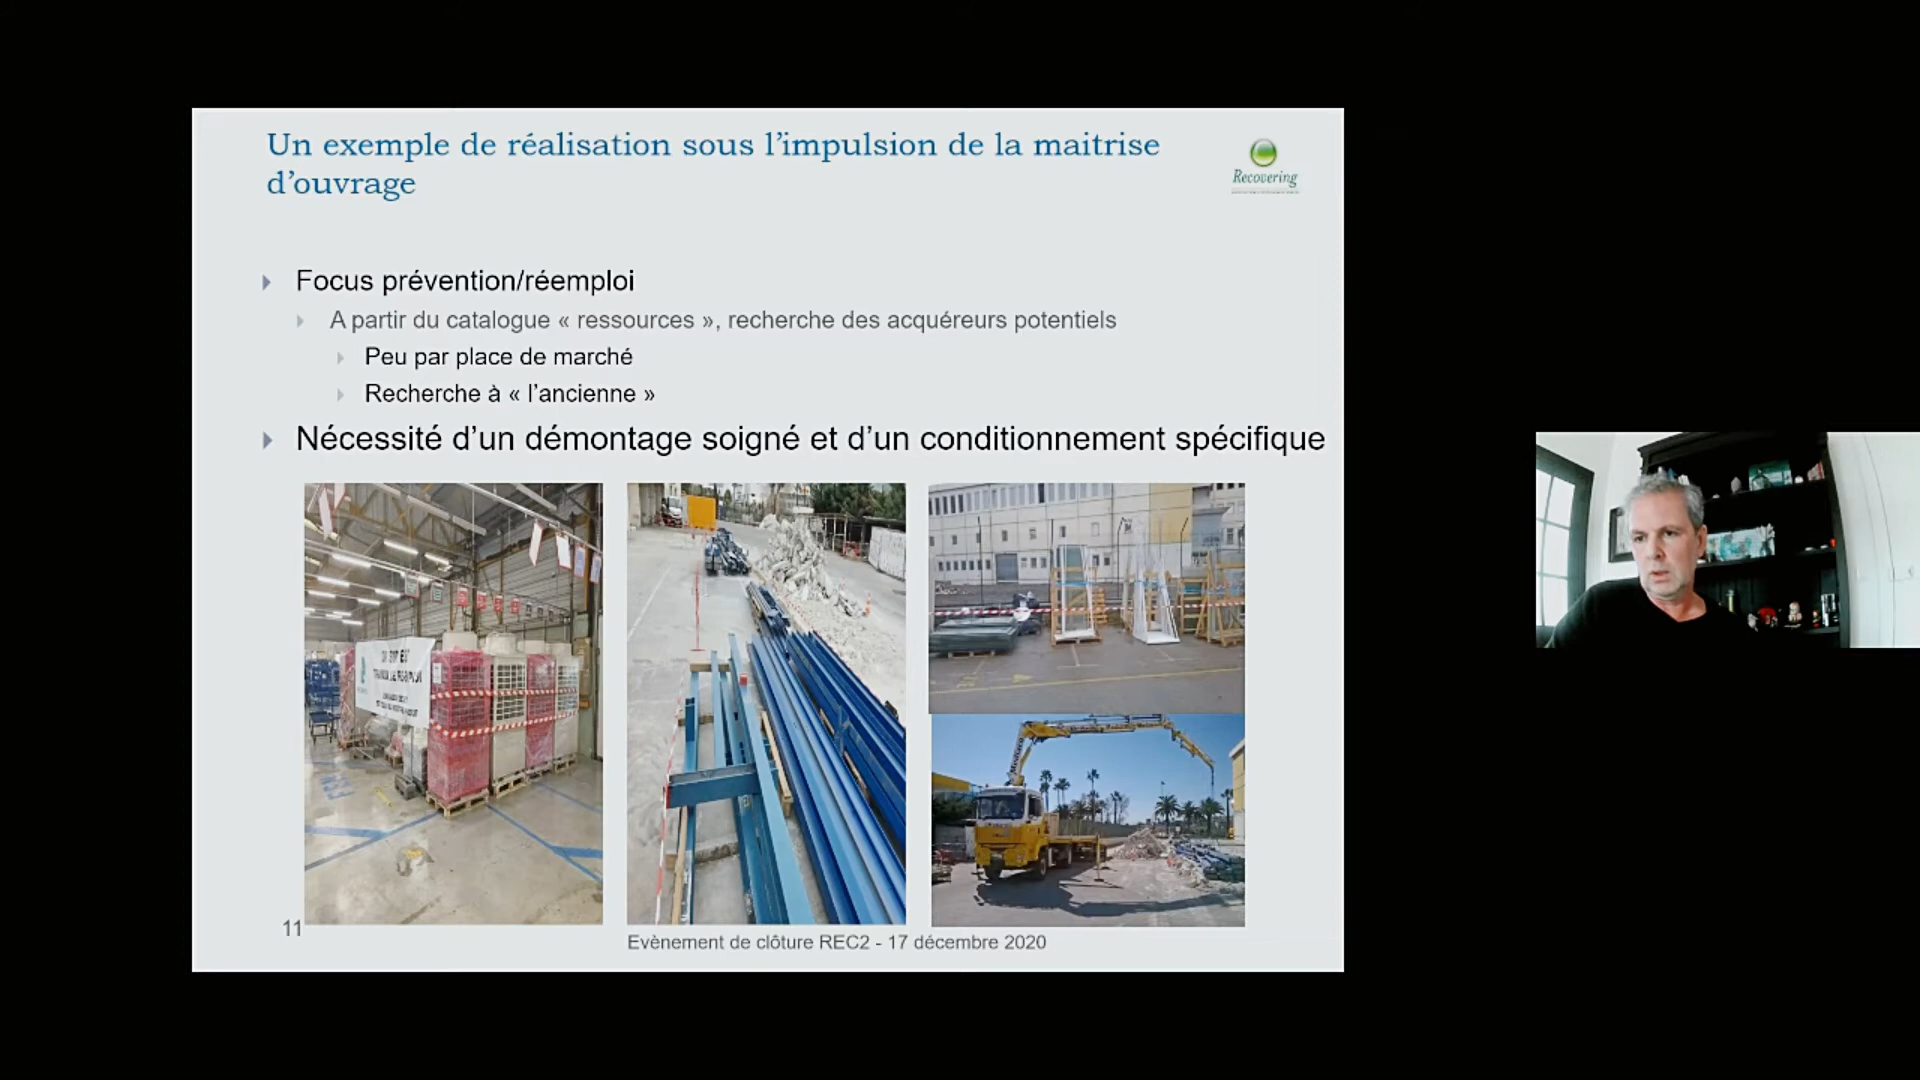 Un exemple de réalisation sous l’impulsion de la maitrise
d’ouvrage
Recovering
Focus prévention/réemploi
A partir du catalogue « ressources », recherche des acquéreurs potentiels
Peu par place de marché
Recherche à « l’ancienne »
Nécessité d’un démontage soigné et d’un conditionnement spécifique
11
Evènement de clôture REC2 - 17 décembre 2020